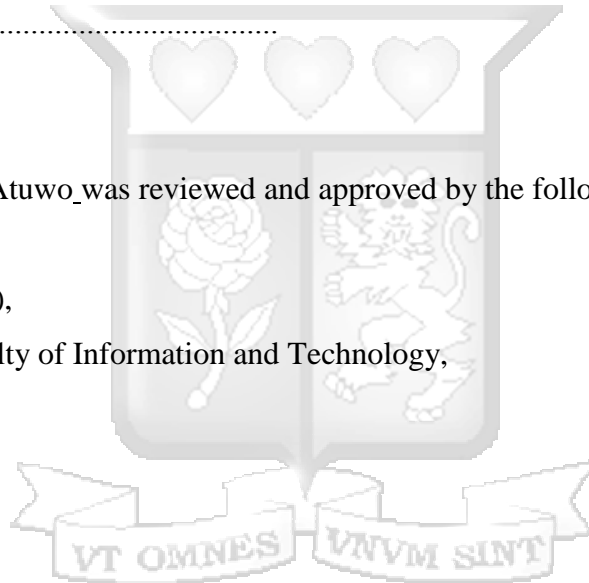 ................................................
Atuwo was reviewed and approved by the follo
),
lty of Information and Technology,
VT OMNES VNVM SINT